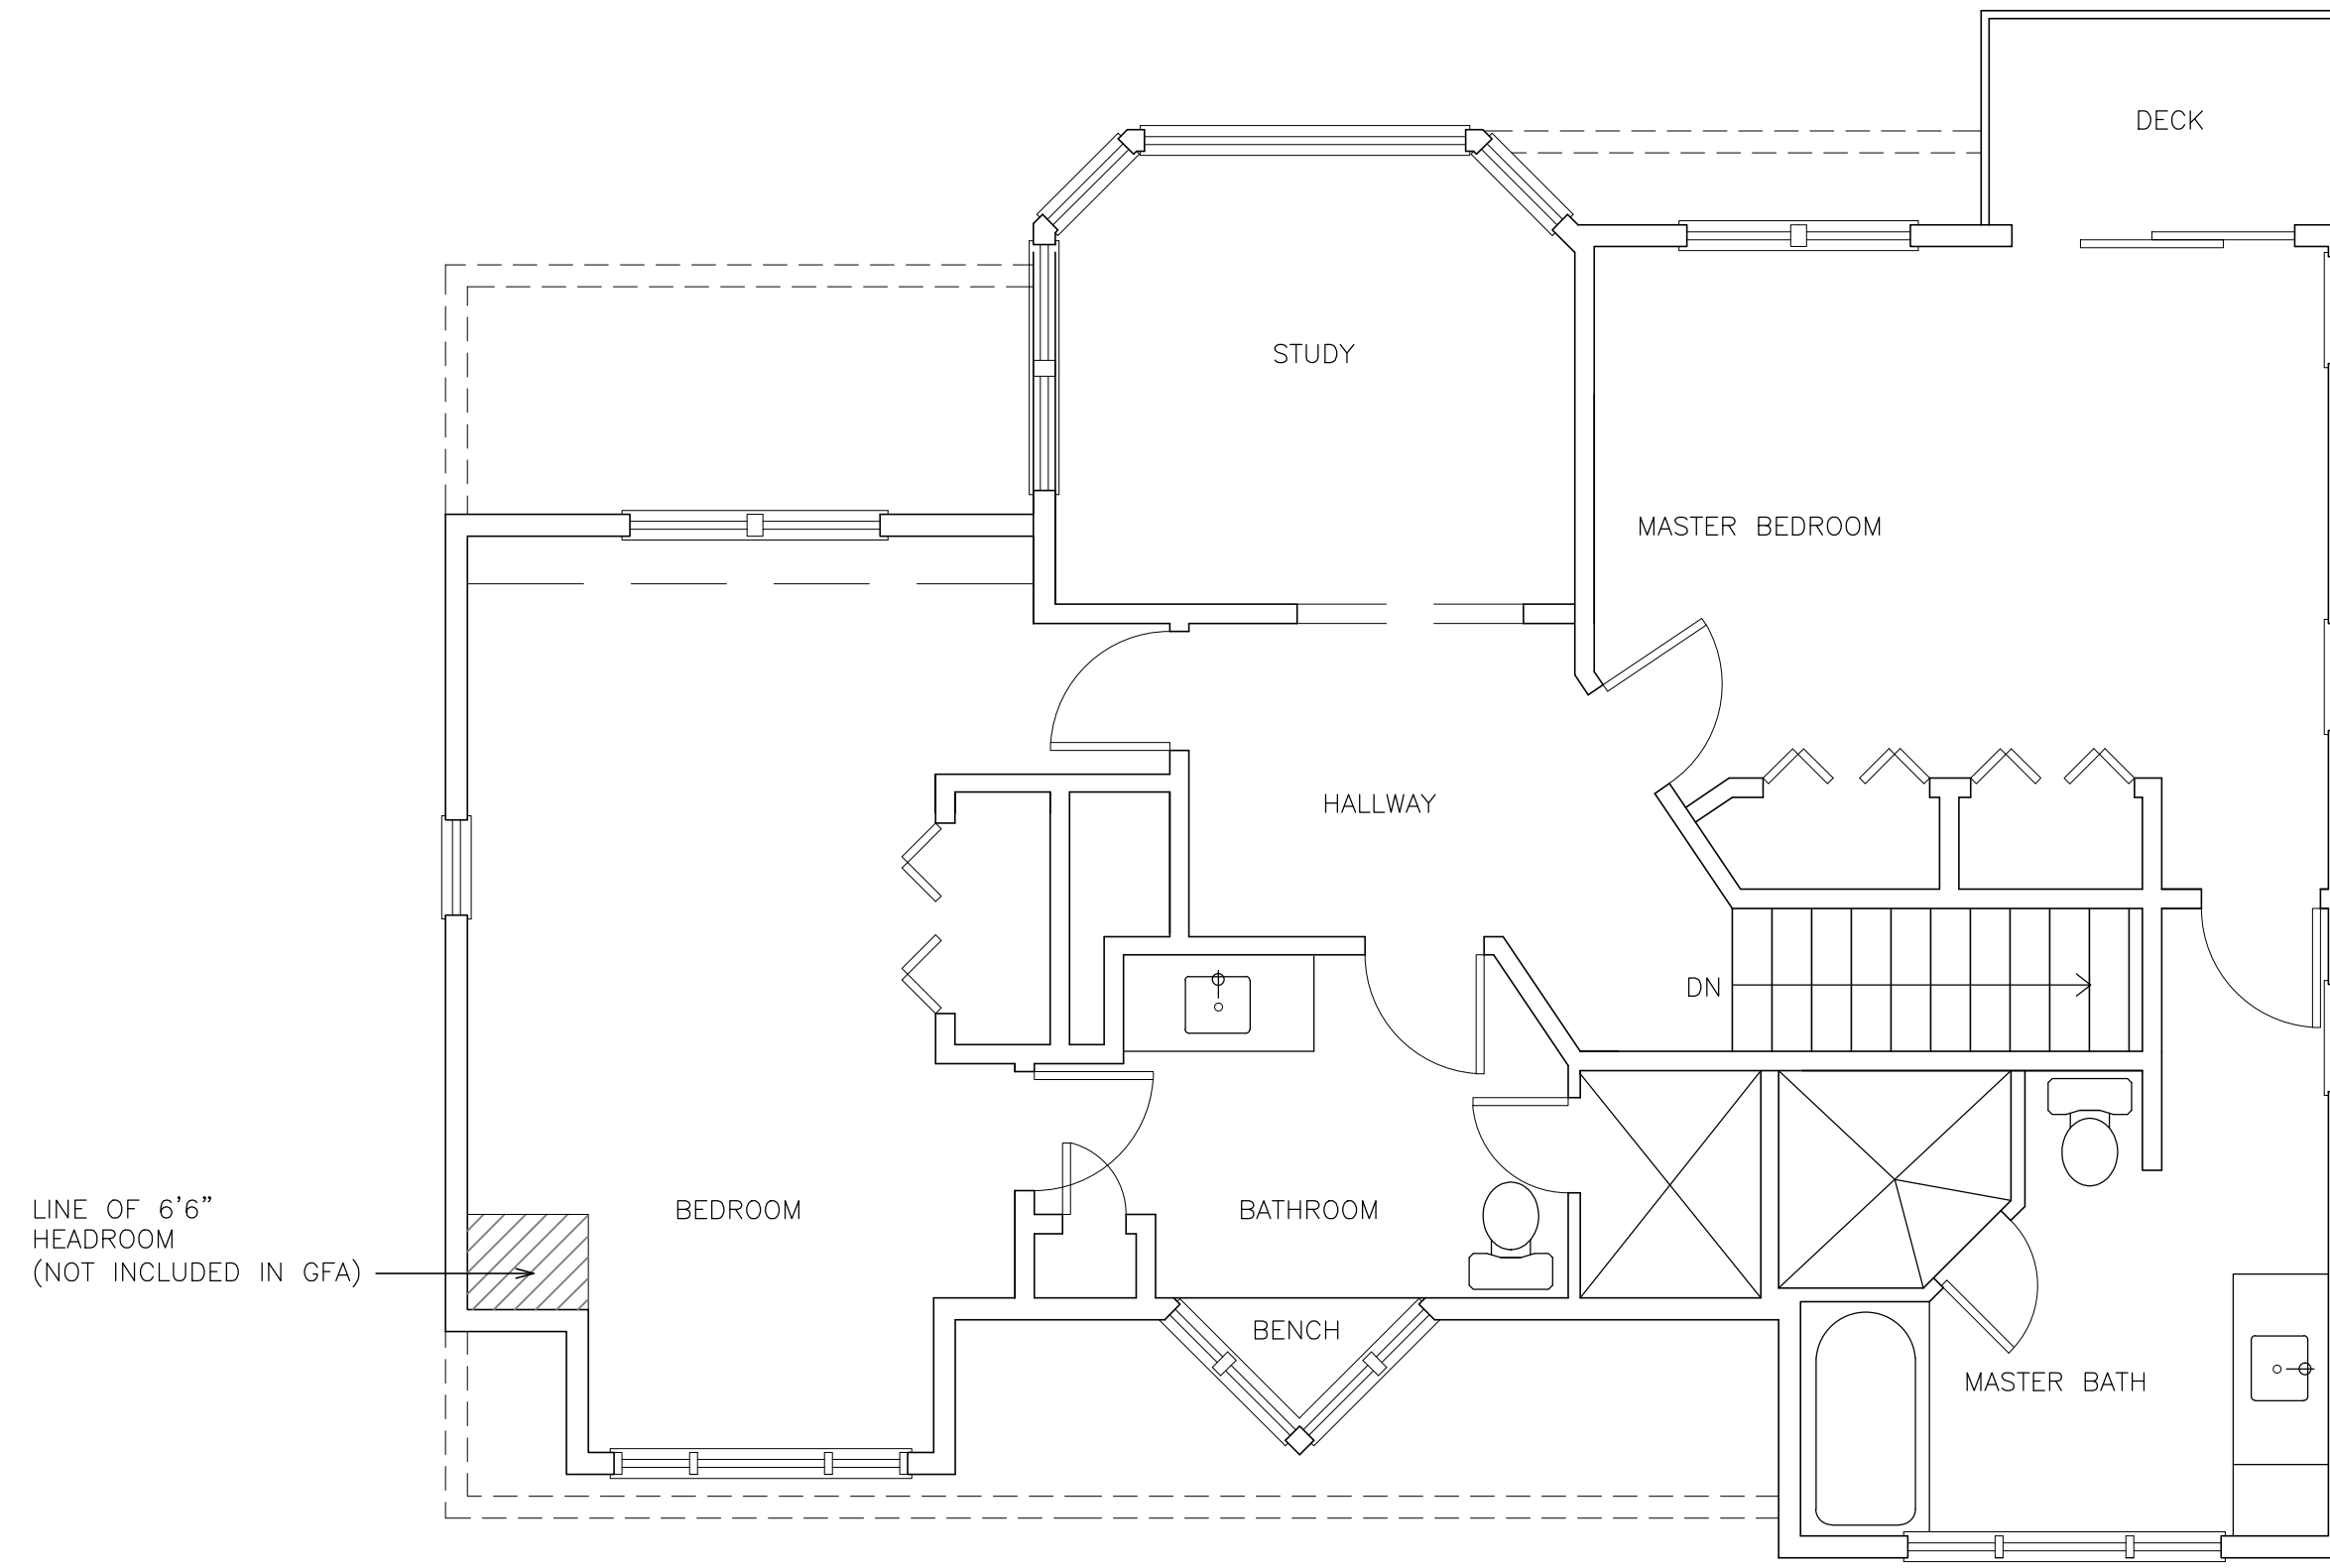 DECK
STUDY
MASTER BEDROOM
HALLWAY
DN
LINE OF 6'6"
HEADROOM
(NOT INCLUDED IN GFA)
BEDROOM
BATHROOM
BENCH
MASTER BATH